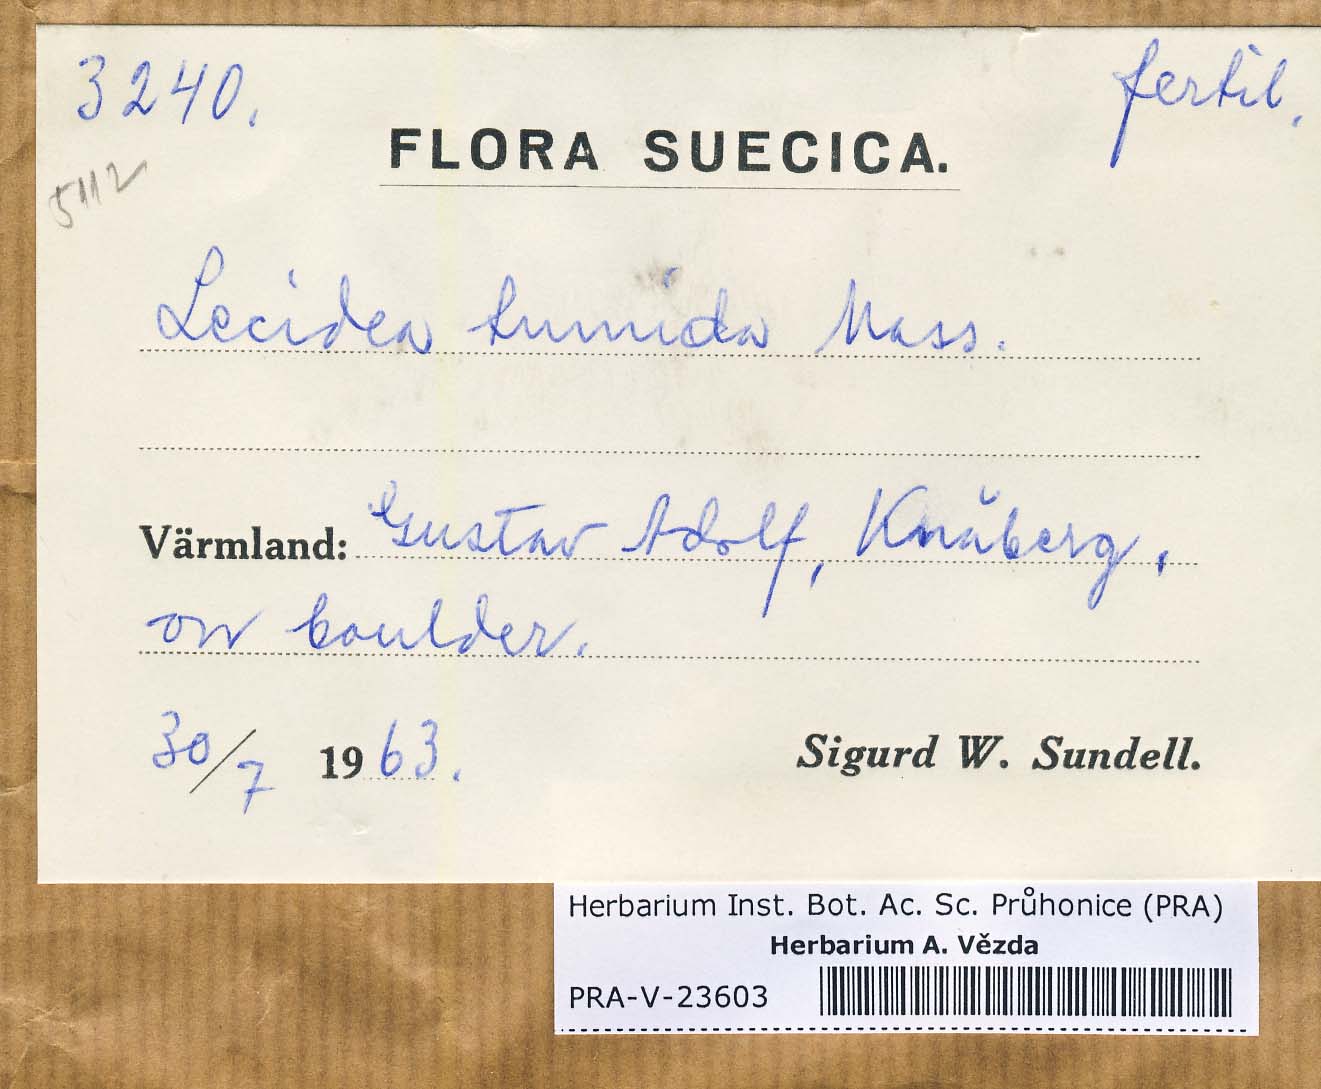 3240.
fertil.
5112
FLORA SUECICA.
Lecidea tumida Mass.
Värmland: Gustav Adolf, Knåberg,
on boulder.
30/7 1963.
Sigurd W. Sundell.
Herbarium Inst. Bot. Ac. Sc. Průhonice (PRA)
Herbarium A. Vězda
PRA-V-23603